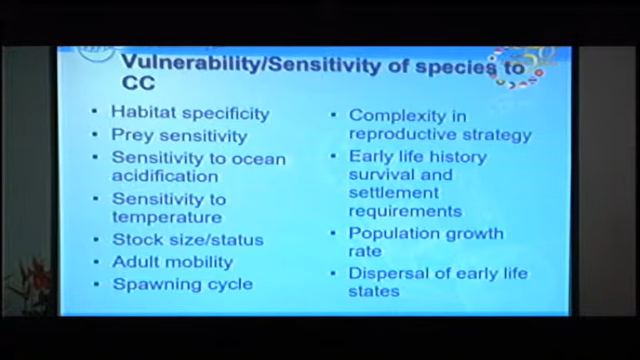 Vulnerability/Sensitivity of species to
CC
• Habitat specificity
• Prey sensitivity
• Sensitivity to ocean
acidification
• Sensitivity to
temperature
• Stock size/status
• Adult mobility
• Spawning cycle
• Complexity in
reproductive strategy
• Early life history
survival and
settlement
requirements
• Population growth
rate
• Dispersal of early life
states